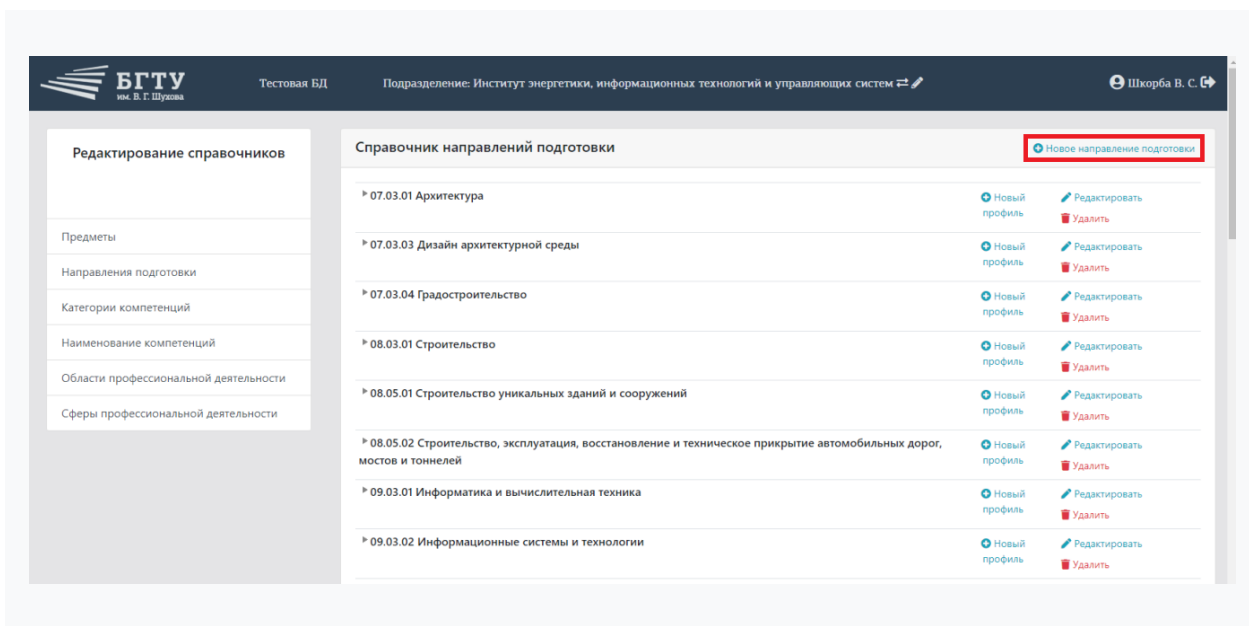 БГТУ
им. В. Г. Шухова
Тестовая БД
Подразделение: Институт энергетики, информационных технологий и управляющих систем
Шкорба В. С.
Редактирование справочников
Предметы
Направления подготовки
Категории компетенций
Наименование компетенций
Области профессиональной деятельности
Сферы профессиональной деятельности
Справочник направлений подготовки
Новое направление подготовки
07.03.01 Архитектура
Новый
профиль
Редактировать
Удалить
07.03.03 Дизайн архитектурной среды
Новый
профиль
Редактировать
Удалить
07.03.04 Градостроительство
Новый
профиль
Редактировать
Удалить
08.03.01 Строительство
Новый
профиль
Редактировать
Удалить
08.05.01 Строительство уникальных зданий и сооружений
Новый
профиль
Редактировать
Удалить
08.05.02 Строительство, эксплуатация, восстановление и техническое прикрытие автомобильных дорог,
мостов и тоннелей
Новый
профиль
Редактировать
Удалить
09.03.01 Информатика и вычислительная техника
Новый
профиль
Редактировать
Удалить
09.03.02 Информационные системы и технологии
Новый
профиль
Редактировать
Удалить